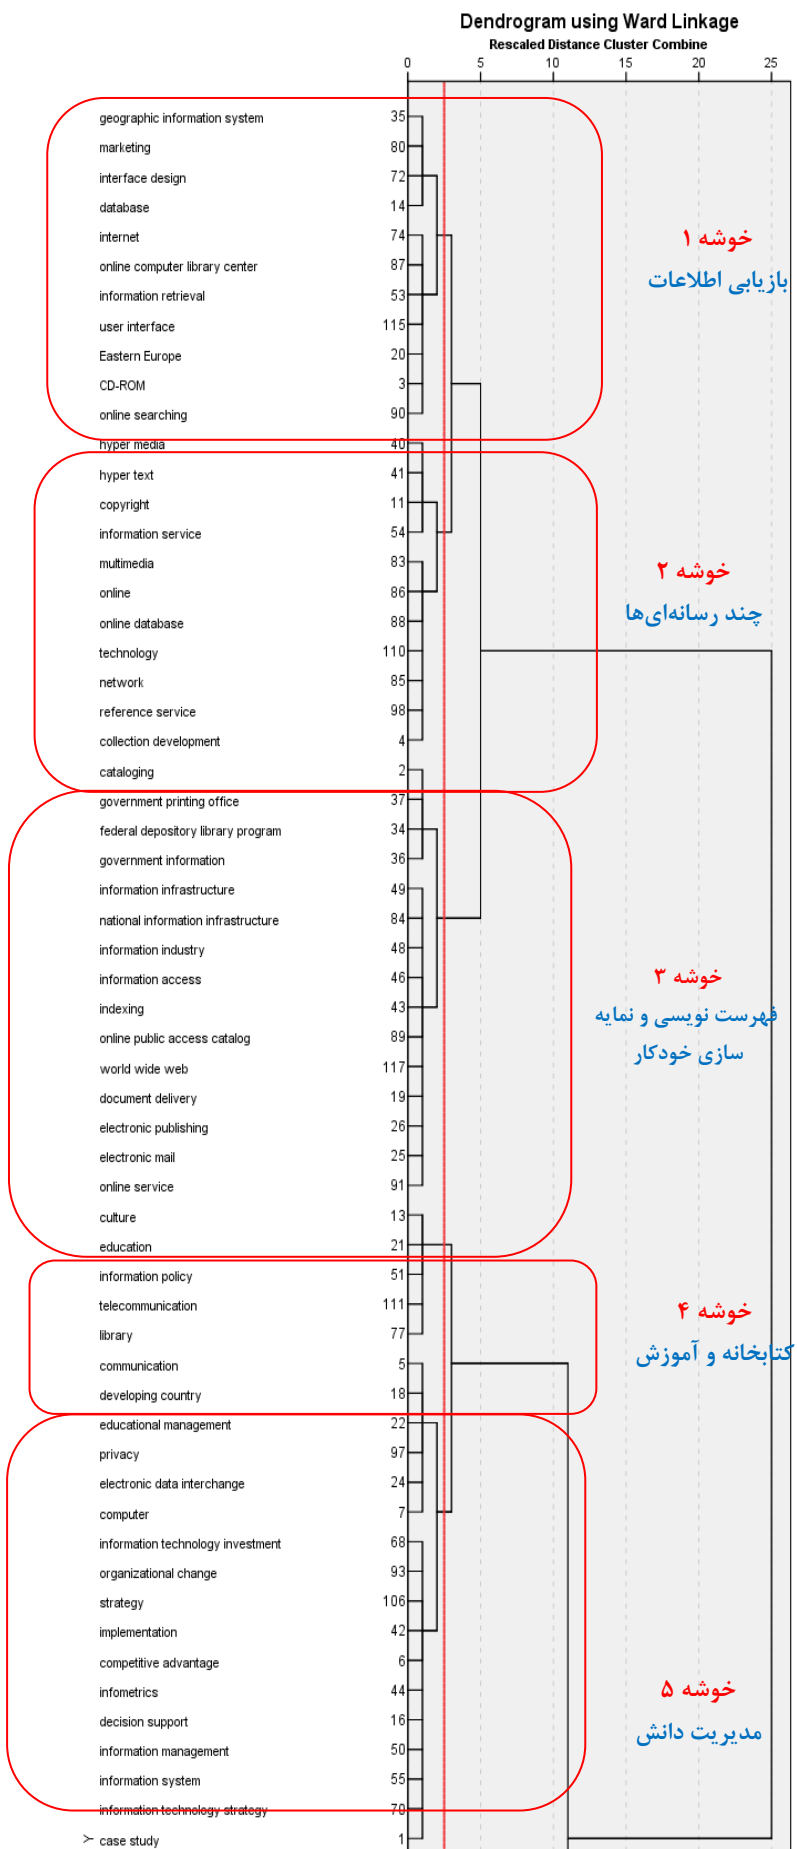 Dendrogram using Ward Linkage
Rescaled Distance Cluster Combine
0 5 10 15 20 25
geographic information system 35
marketing 80
interface design 72
database 14
internet 74
خوشه ۱
online computer library center 87
بازیابی اطلاعات
information retrieval 53
user interface 115
Eastern Europe 20
CD-ROM 3
online searching 90
hyper media 40
hyper text 41
copyright 11
information service 54
multimedia 83
خوشه ۲
online 86
چند رسانه‌ای‌ها
online database 88
technology 110
network 85
reference service 98
collection development 4
cataloging 2
government printing office 37
federal depository library program 34
government information 36
information infrastructure 49
national information infrastructure 84
information industry 48
information access 46
خوشه ۳
indexing 43
فهرست نویسی و نمایه
online public access catalog 89
سازی خودکار
world wide web 117
document delivery 19
electronic publishing 26
electronic mail 25
online service 91
culture 13
education 21
information policy 51
telecommunication 111
خوشه ۴
library 77
کتابخانه و آموزش
communication 5
developing country 18
educational management 22
privacy 97
electronic data interchange 24
computer 7
information technology investment 68
organizational change 93
strategy 106
implementation 42
competitive advantage 6
infometrics 44
خوشه ۵
decision support 16
مدیریت دانش
information management 50
information system 55
information technology strategy 70
Y case study 1